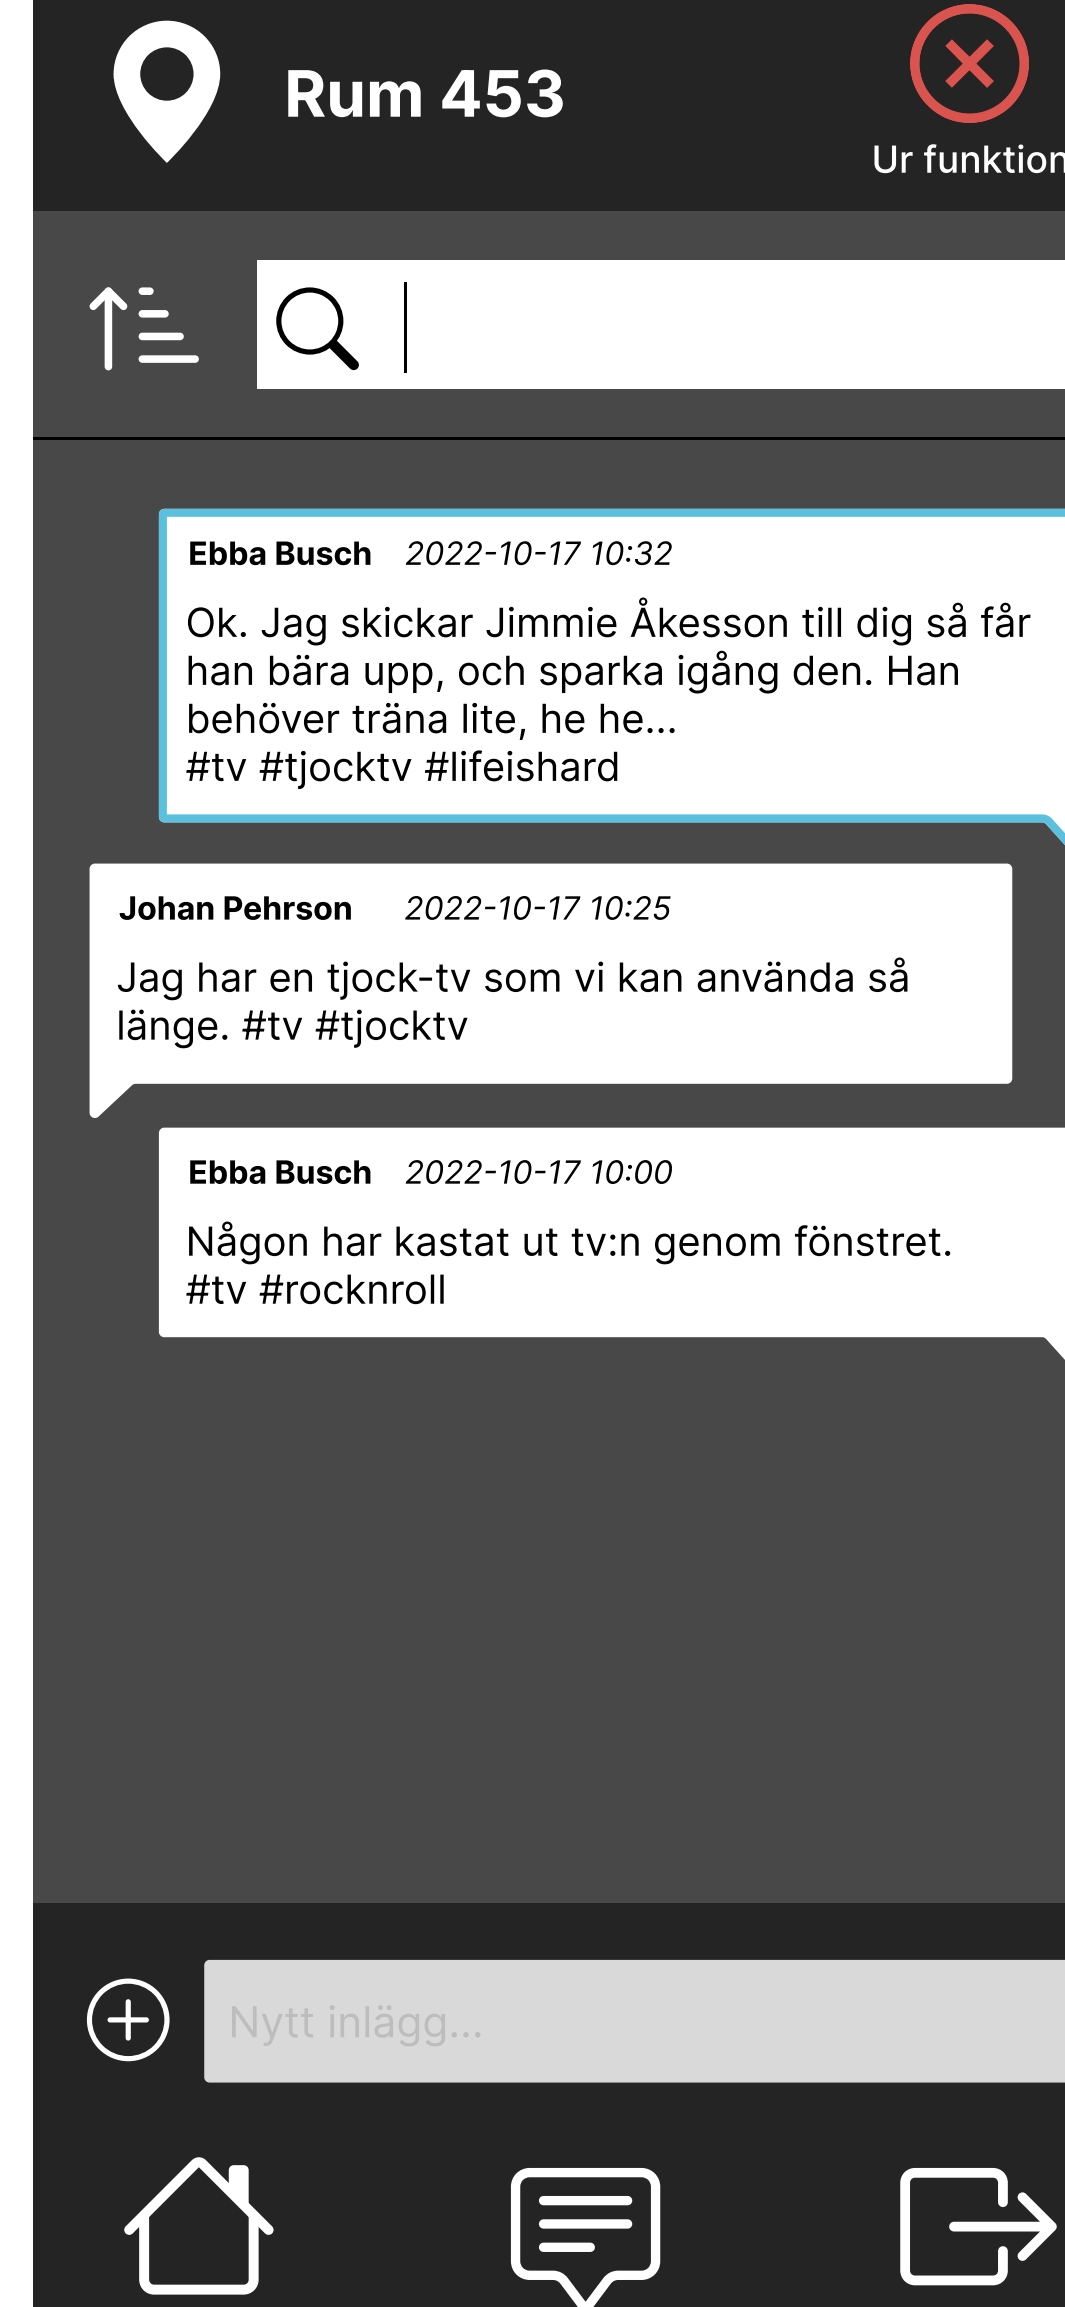 Rum 453
Ur funktion
Ebba Busch 2022-10-17 10:32
Ok. Jag skickar Jimmie Åkesson till dig så får
han bära upp, och sparka igång den. Han
behöver träna lite, he he...
#tv #tjocktv #lifeishard
Johan Pehrson 2022-10-17 10:25
Jag har en tjock-tv som vi kan använda så
länge. #tv #tjocktv
Ebba Busch 2022-10-17 10:00
Någon har kastat ut tv:n genom fönstret.
#tv #rocknroll
Nytt inlägg...